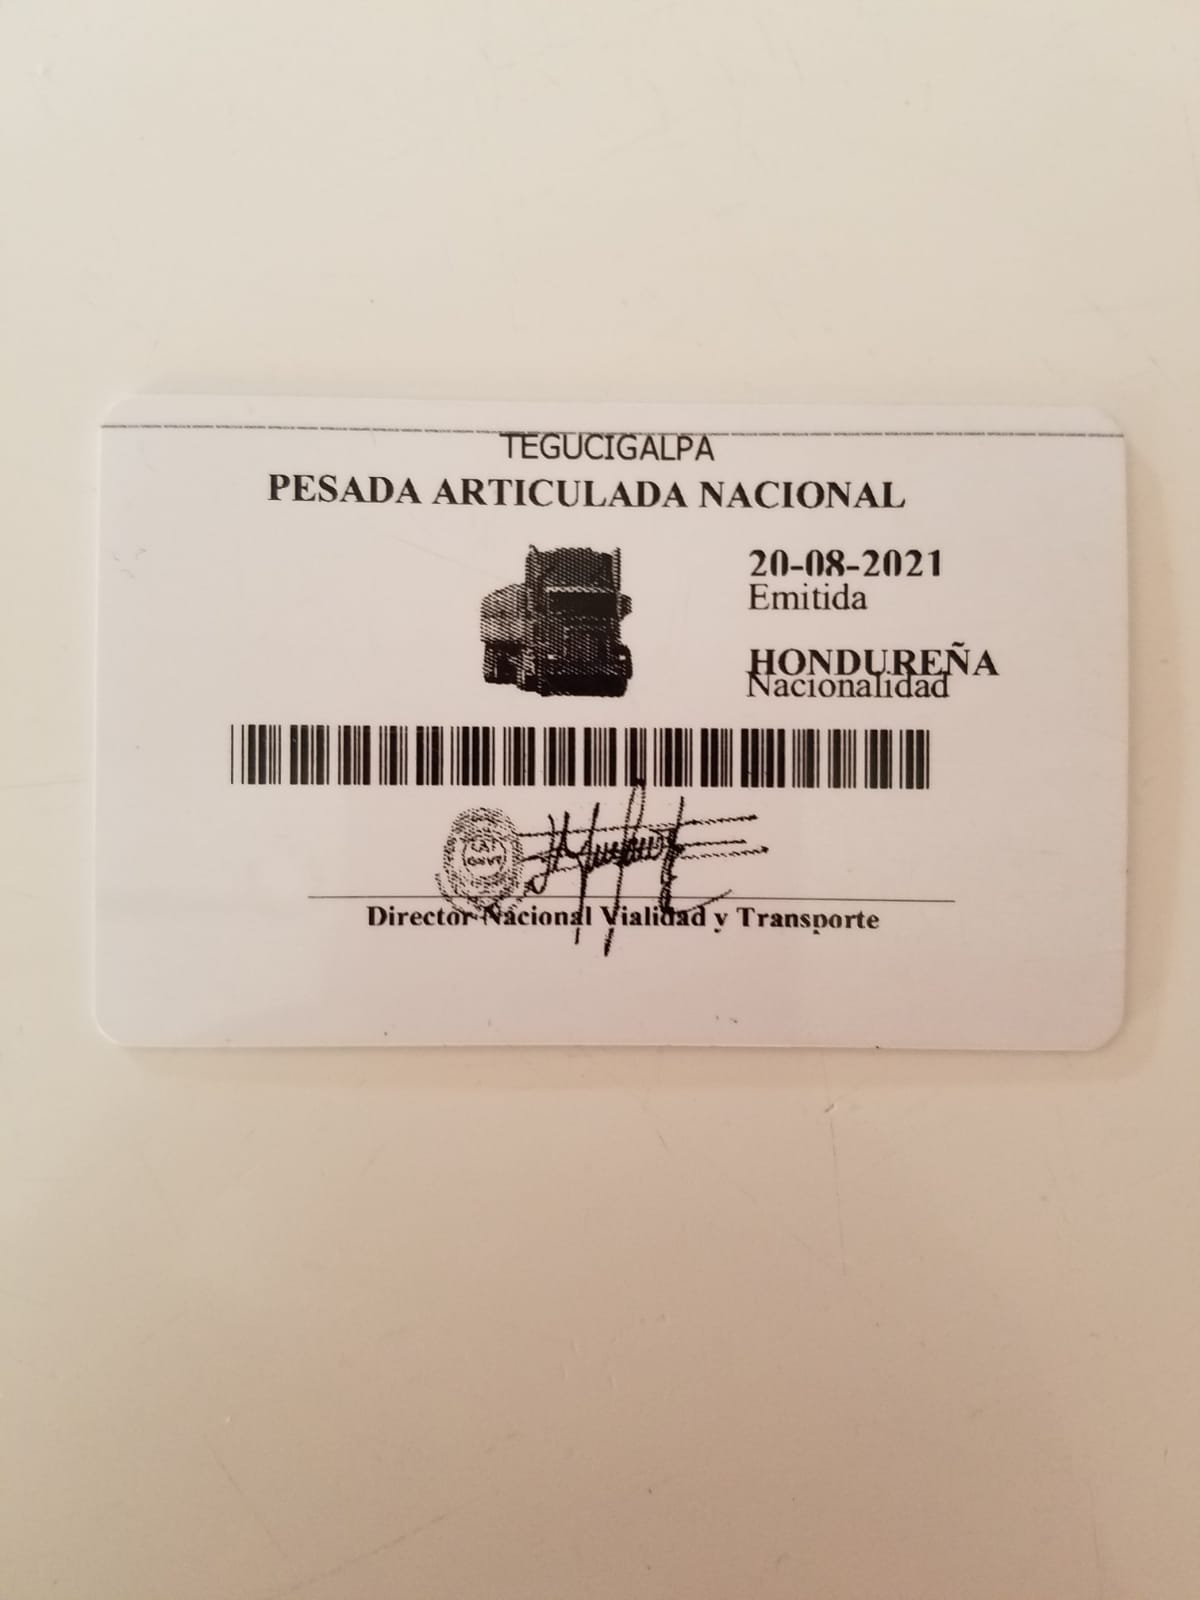 TEGUCIGALPA
PESADA ARTICULADA NACIONAL
20-08-2021
Emitida
HONDUREÑA
Nacionalidad
Director Nacional Vialidad y Transporte